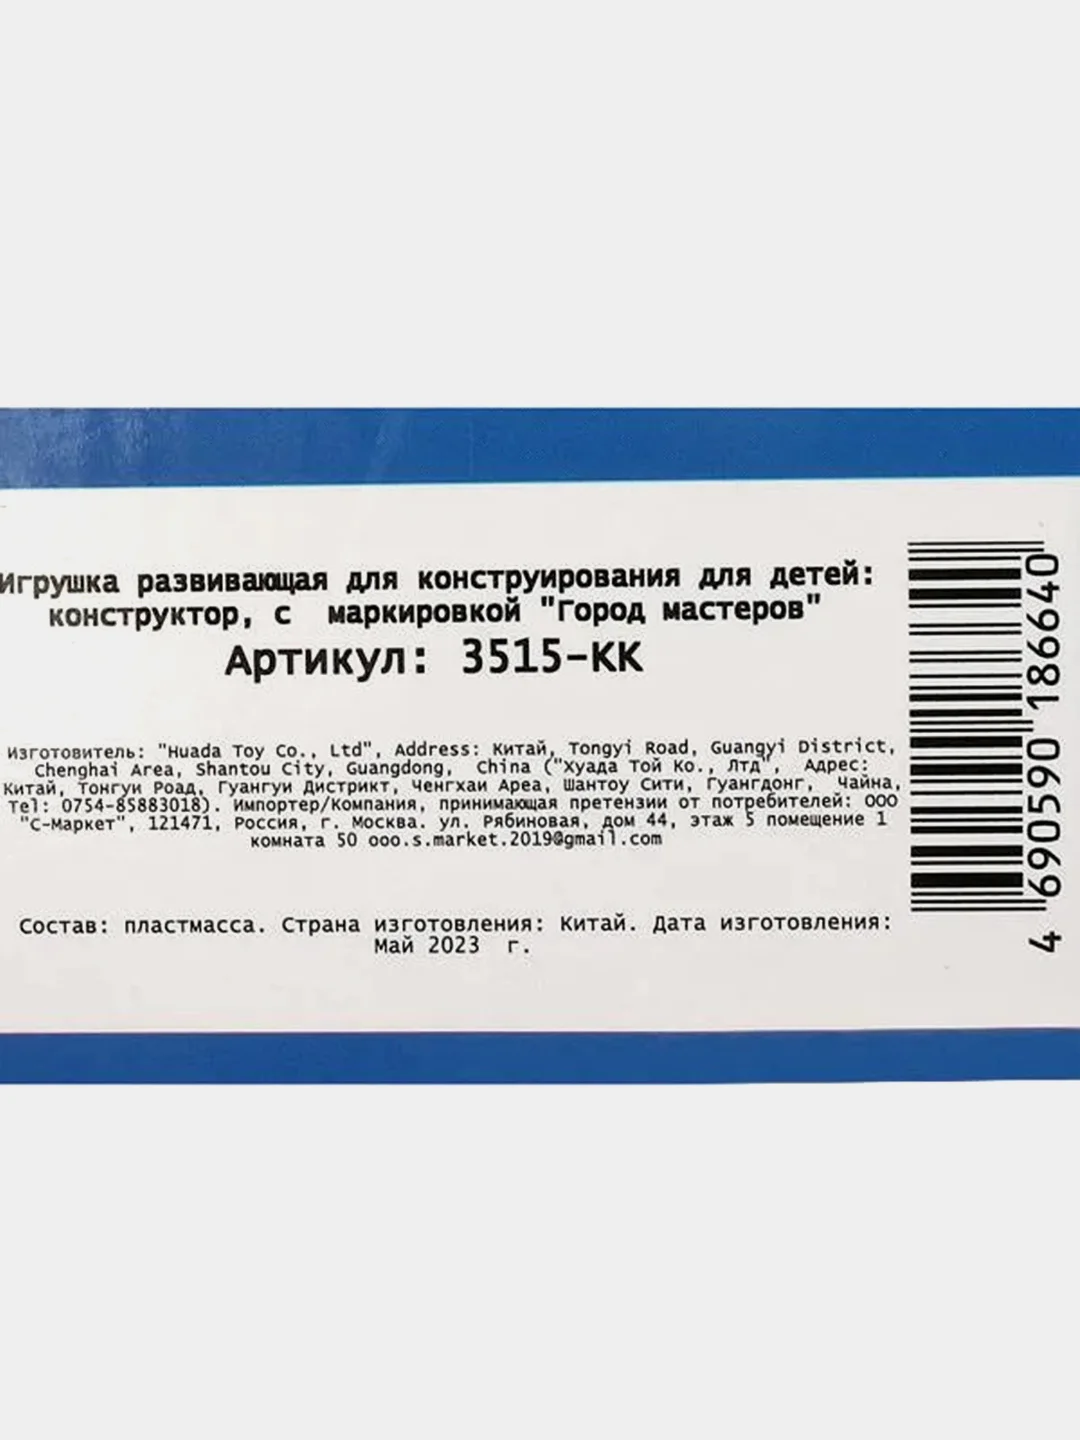 Игрушка развивающая для конструирования для детей:
конструктор, с маркировкой "Город мастеров"
Артикул: 3515-КК
изготовитель: "Huada Toy Co., Ltd", Address: Китай, Tongyi Road, Guangyi District,
Chenghai Area, Shantou City, Guangdong, China ("Хуада Той Ко., Лтд", Адрес:
Китай, Тонгуи Роад, Гуангуи Дистрикт, Ченгхаи Ареа, Шантоу Сити, Гуангдонг, Чайна,
Tel: 0754-85883018). Импортер/Компания, принимающая претензии от потребителей: ООО
"С-Маркет", 121471, Россия, г. Москва. ул. Рябиновая, дом 44, этаж 5 помещение 1
комната 50 ooo.s.market.2019@gmail.com
Состав: пластмасса. Страна изготовления: Китай. Дата изготовления:
Май 2023 г.
4 690590 186640